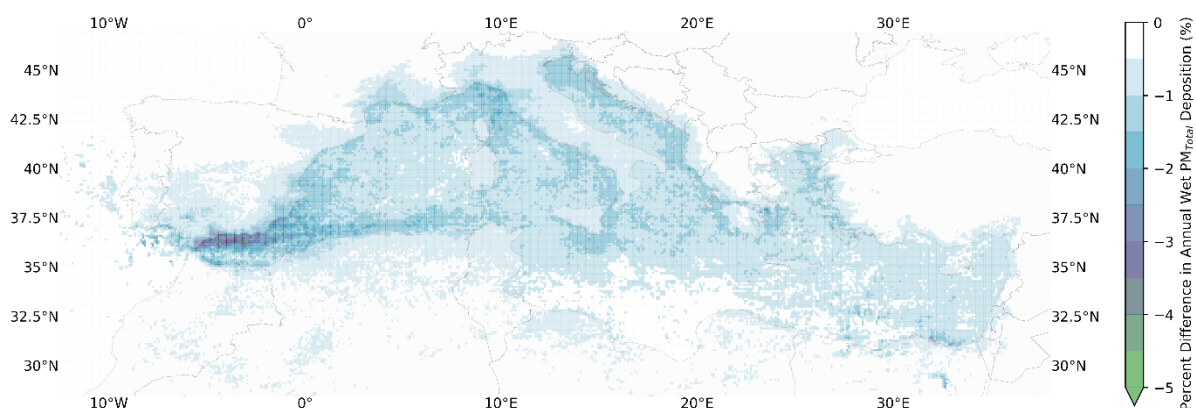 10°W 0° 10°E 20°E 30°E
45°N 45°N
42.5°N 42.5°N
40°N 40°N
37.5°N 37.5°N
35°N 35°N
32.5°N 32.5°N
30°N 30°N
10°W 0° 10°E 20°E 30°E
0
−1
−2
−3
−4
−5
Percent Difference in Annual Wet PM_Total Deposition (%)